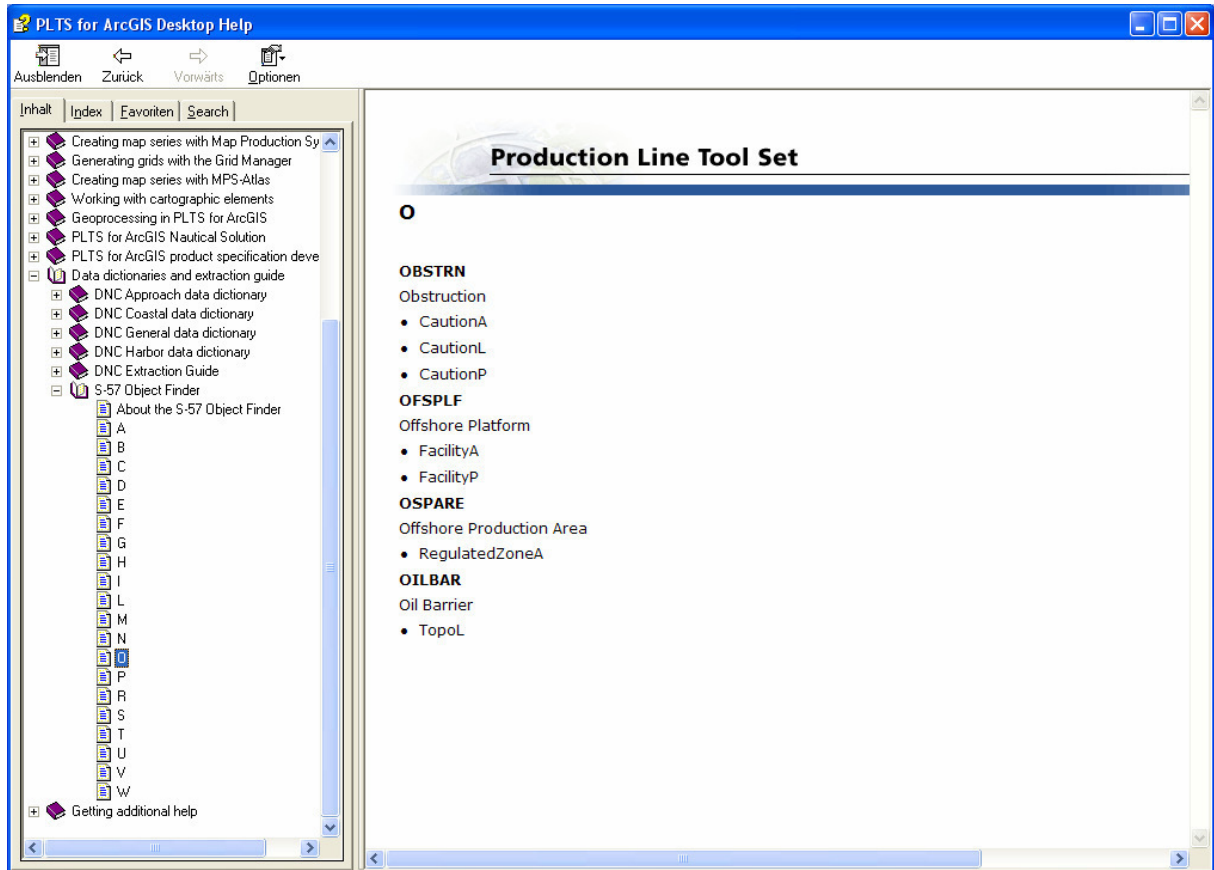 PLTS for ArcGIS Desktop Help
Ausblenden Zurück Vorwärts Optionen
Inhalt Index Favoriten Search
Creating map series with Map Production Sy
Generating grids with the Grid Manager
Creating map series with MPS-Atlas
Working with cartographic elements
Geoprocessing in PLTS for ArcGIS
PLTS for ArcGIS Nautical Solution
PLTS for ArcGIS product specification deve
Data dictionaries and extraction guide
DNC Approach data dictionary
DNC Coastal data dictionary
DNC General data dictionary
DNC Harbor data dictionary
DNC Extraction Guide
S-57 Object Finder
About the S-57 Object Finder
A
B
C
D
E
F
G
H
I
L
M
N
O
P
R
S
T
U
V
W
Getting additional help
Production Line Tool Set
O
OBSTRN
Obstruction
• CautionA
• CautionL
• CautionP
OFSPLF
Offshore Platform
• FacilityA
• FacilityP
OSPARE
Offshore Production Area
• RegulatedZoneA
OILBAR
Oil Barrier
• TopoL